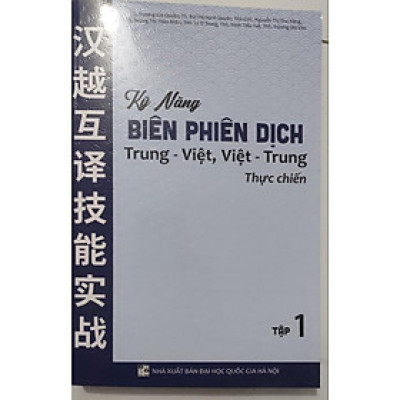 汉越互译技能实战
Kỹ Năng
BIÊN PHIÊN DỊCH
Trung - Việt, Việt - Trung
Thực chiến
TẬP 1
NHÀ XUẤT BẢN ĐẠI HỌC QUỐC GIA HÀ NỘI